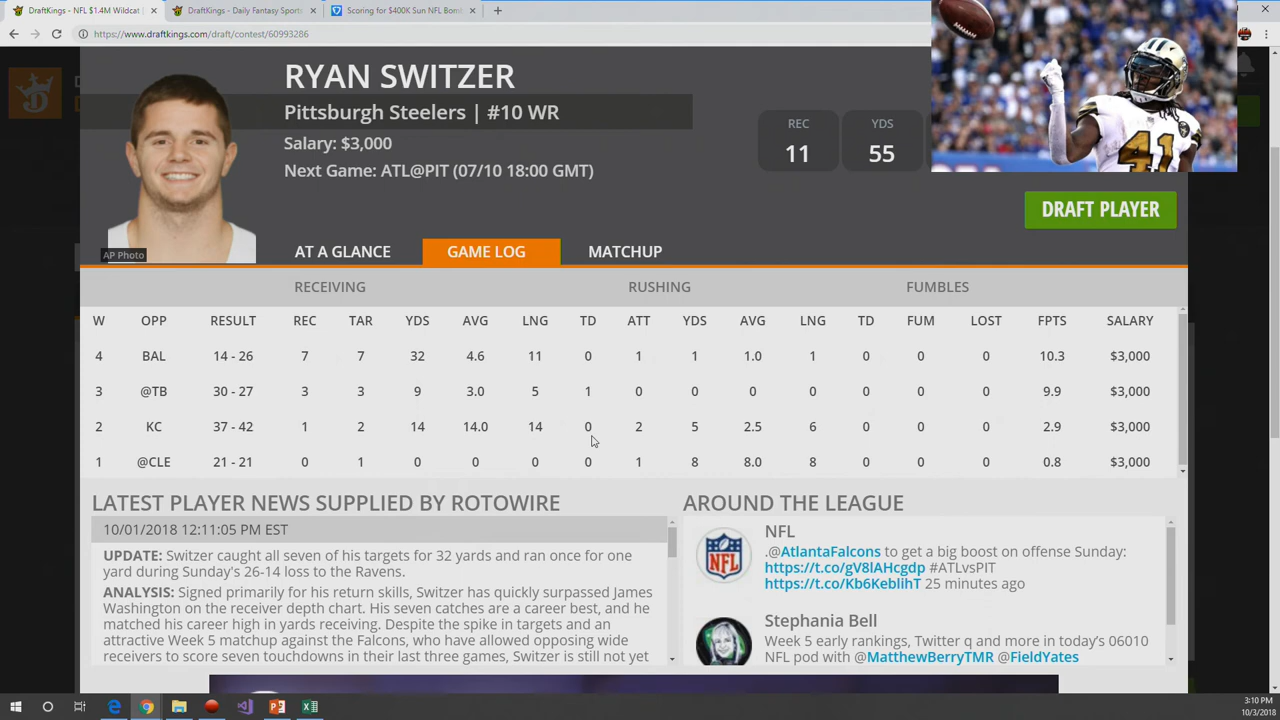 DraftKings - NFL $1.4M Wildcat
DraftKings - Daily Fantasy Sports
Scoring for $400K Sun NFL Bomb
https://www.draftkings.com/draft/contest/60993286
RYAN SWITZER
Pittsburgh Steelers | #10 WR
Salary: $3,000
Next Game: ATL@PIT (07/10 18:00 GMT)
REC YDS
11 55
41
DRAFT PLAYER
AP Photo
AT A GLANCE GAME LOG MATCHUP
RECEIVING RUSHING FUMBLES
W OPP RESULT REC TAR YDS AVG LNG TD ATT YDS AVG LNG TD FUM LOST FPTS SALARY
4 BAL 14 - 26 7 7 32 4.6 11 0 1 1 1.0 1 0 0 0 10.3 $3,000
3 @TB 30 - 27 3 3 9 3.0 5 1 0 0 0 0 0 0 0 9.9 $3,000
2 KC 37 - 42 1 2 14 14.0 14 0 2 5 2.5 6 0 0 0 2.9 $3,000
1 @CLE 21 - 21 0 1 0 0 0 0 1 8 8.0 8 0 0 0 0.8 $3,000
LATEST PLAYER NEWS SUPPLIED BY ROTOWIRE
10/01/2018 12:11:05 PM EST
UPDATE: Switzer caught all seven of his targets for 32 yards and ran once for one
yard during Sunday's 26-14 loss to the Ravens.
ANALYSIS: Signed primarily for his return skills, Switzer has quickly surpassed James
Washington on the receiver depth chart. His seven catches are a career best, and he
matched his career high in yards receiving. Despite the spike in targets and an
attractive Week 5 matchup against the Falcons, who have allowed opposing wide
receivers to score seven touchdowns in their last three games, Switzer is still not yet
AROUND THE LEAGUE
NFL
.@AtlantaFalcons to get a big boost on offense Sunday:
https://t.co/gV8lAHcgdp #ATLvsPIT
https://t.co/Kb6KeblihT 25 minutes ago
Stephania Bell
Week 5 early rankings, Twitter q and more in today's 06010
NFL pod with @MatthewBerryTMR @FieldYates
3:10 PM
10/3/2018